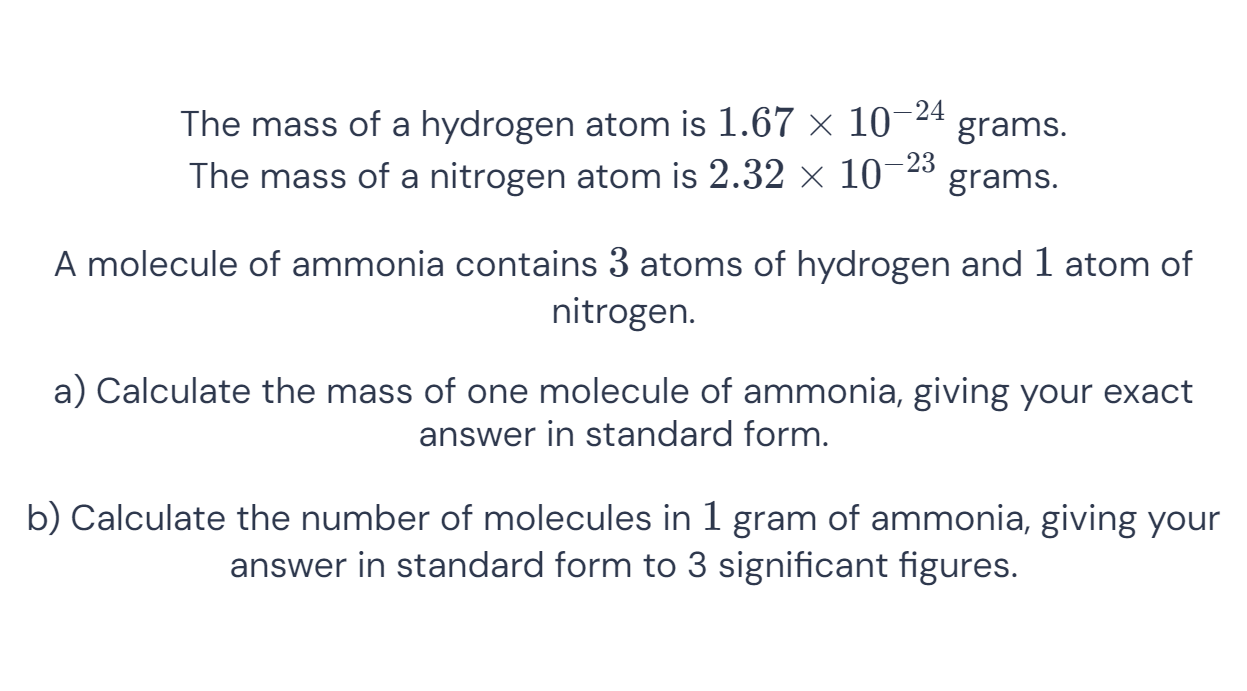 The mass of a hydrogen atom is 1.67 × 10⁻²⁴ grams.
The mass of a nitrogen atom is 2.32 × 10⁻²³ grams.
A molecule of ammonia contains 3 atoms of hydrogen and 1 atom of
nitrogen.
a) Calculate the mass of one molecule of ammonia, giving your exact
answer in standard form.
b) Calculate the number of molecules in 1 gram of ammonia, giving your
answer in standard form to 3 significant figures.